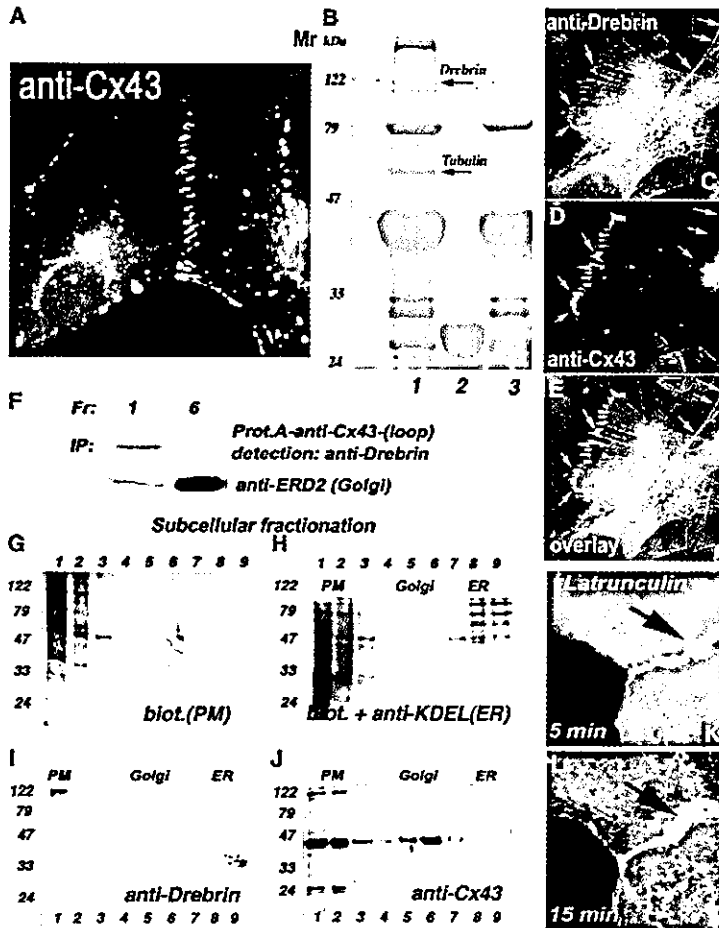 A
anti-Cx43
B
Mr kDa
122
79
47
33
24
Drebrin
Tubulin
1 2 3
anti-Drebrin
C
D
anti-Cx43
E
overlay
F
Fr: 1 6
IP:
Prot.A-anti-Cx43-(loop)
detection: anti-Drebrin
anti-ERD2 (Golgi)
Subcellular fractionation
G
1 2 3 4 5 6 7 8 9
122
79
47
33
24
biot.(PM)
H
1 2 3 4 5 6 7 8 9
PM Golgi ER
122
79
47
33
24
biot. + anti-KDEL(ER)
I
PM Golgi ER
122
79
47
33
24
anti-Drebrin
1 2 3 4 5 6 7 8 9
J
PM Golgi ER
122
79
47
33
24
anti-Cx43
1 2 3 4 5 6 7 8 9
Latrunculin
5 min
K
L
15 min